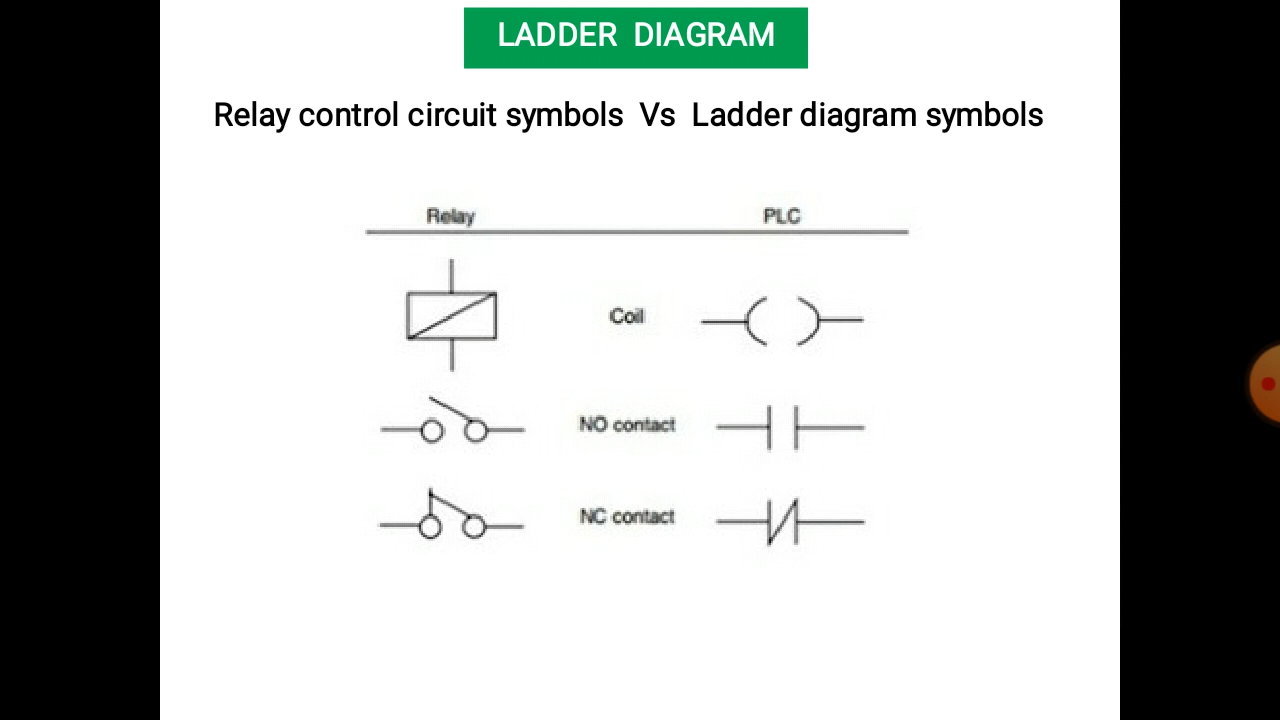 LADDER DIAGRAM
Relay control circuit symbols Vs Ladder diagram symbols
Relay PLC
Coil
NO contact
NC contact